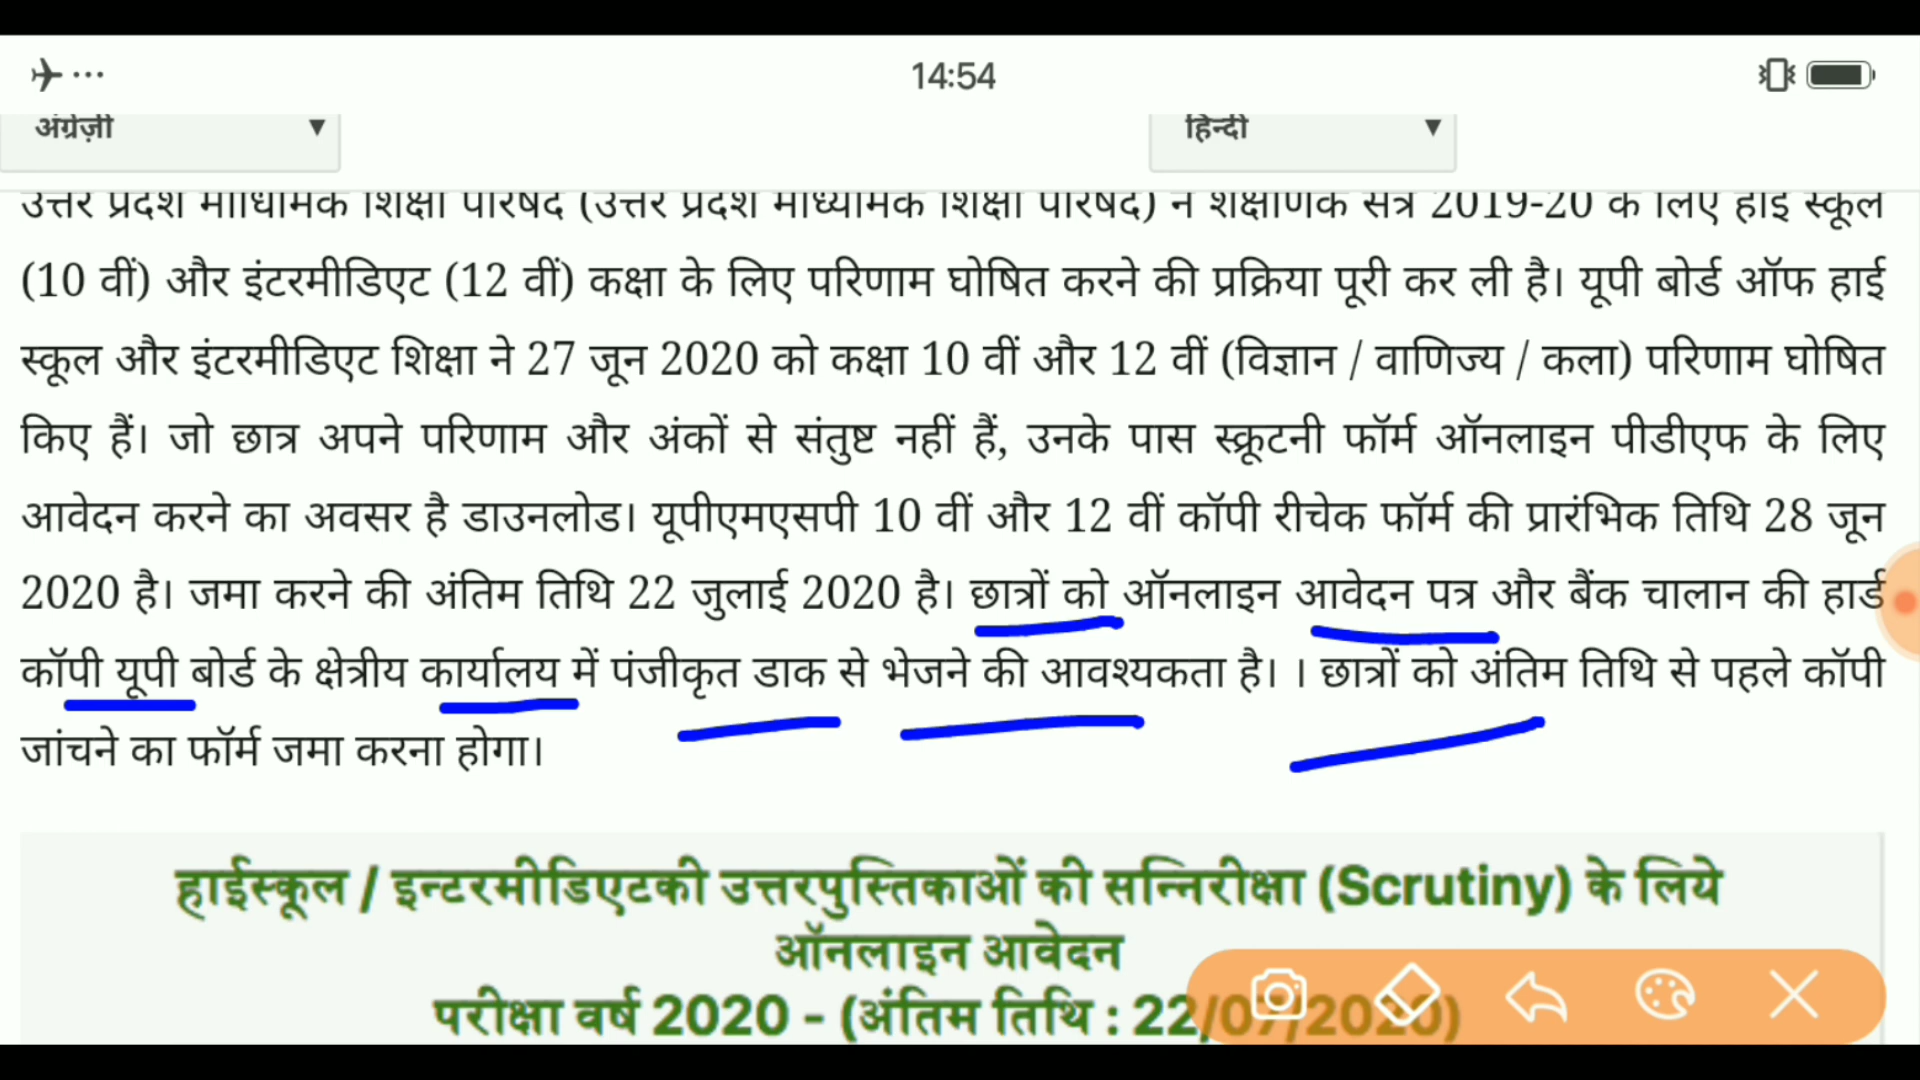 14:54
अंग्रेज़ी
हिन्दी
उत्तर प्रदेश माधिमिक शिक्षा परिषद (उत्तर प्रदेश माध्यमिक शिक्षा परिषद) ने शैक्षणिक सत्र 2019-20 के लिए हाई स्कूल
(10 वीं) और इंटरमीडिएट (12 वीं) कक्षा के लिए परिणाम घोषित करने की प्रक्रिया पूरी कर ली है। यूपी बोर्ड ऑफ हाई
स्कूल और इंटरमीडिएट शिक्षा ने 27 जून 2020 को कक्षा 10 वीं और 12 वीं (विज्ञान / वाणिज्य / कला) परिणाम घोषित
किए हैं। जो छात्र अपने परिणाम और अंकों से संतुष्ट नहीं हैं, उनके पास स्क्रूटनी फॉर्म ऑनलाइन पीडीएफ के लिए
आवेदन करने का अवसर है डाउनलोड। यूपीएमएसपी 10 वीं और 12 वीं कॉपी रीचेक फॉर्म की प्रारंभिक तिथि 28 जून
2020 है। जमा करने की अंतिम तिथि 22 जुलाई 2020 है। छात्रों को ऑनलाइन आवेदन पत्र और बैंक चालान की हार्ड
कॉपी यूपी बोर्ड के क्षेत्रीय कार्यालय में पंजीकृत डाक से भेजने की आवश्यकता है। । छात्रों को अंतिम तिथि से पहले कॉपी
जांचने का फॉर्म जमा करना होगा।
हाईस्कूल / इन्टरमीडिएटकी उत्तरपुस्तिकाओं की सन्निरीक्षा (Scrutiny) के लिये
ऑनलाइन आवेदन
परीक्षा वर्ष 2020 - (अंतिम तिथि : 22/07/2020)